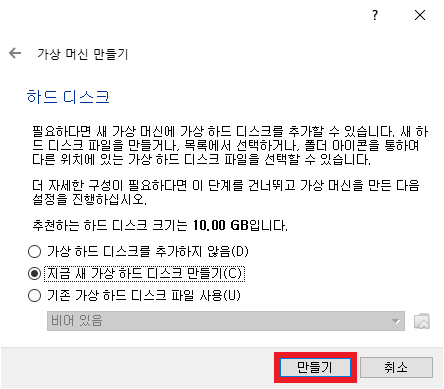 ?
가상 머신 만들기
하드 디스크
필요하다면 새 가상 머신에 가상 하드 디스크를 추가할 수 있습니다. 새 하
드 디스크 파일을 만들거나, 목록에서 선택하거나, 폴더 아이콘을 통하여
다른 위치에 있는 가상 하드 디스크 파일을 선택할 수 있습니다.
더 자세한 구성이 필요하다면 이 단계를 건너뛰고 가상 머신을 만든 다음
설정을 진행하십시오.
추천하는 하드 디스크 크기는 10.00 GB입니다.
가상 하드 디스크를 추가하지 않음(D)
지금 새 가상 하드 디스크 만들기(C)
기존 가상 하드 디스크 파일 사용(U)
비어 있음
만들기 취소